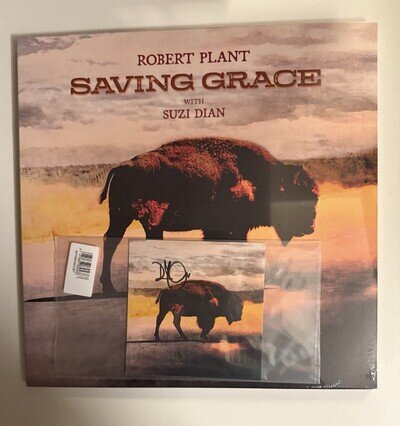 ROBERT PLANT
SAVING GRACE
WITH
SUZI DIAN